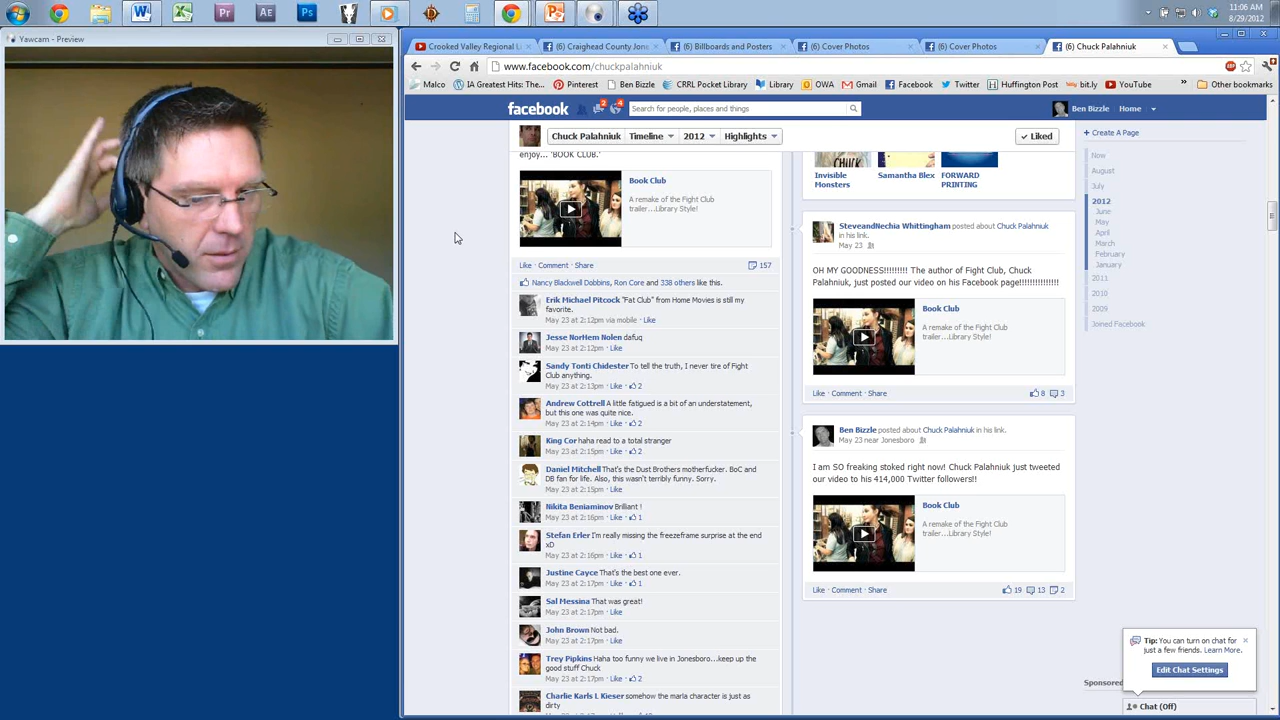 11:06 AM
8/29/2012
Yawcam - Preview
Crooked Valley Regional L
(6) Craighead County Jone
(6) Billboards and Posters
(6) Cover Photos
(6) Cover Photos
(6) Chuck Palahniuk
www.facebook.com/chuckpalahniuk
Malco
IA Greatest Hits: The...
Pinterest
Ben Bizzle
CRRL Pocket Library
Library
OWA
Gmail
Facebook
Twitter
Huffington Post
bit.ly
YouTube
Other bookmarks
facebook
2
4
Search for people, places and things
Ben Bizzle
Home
Chuck Palahniuk
Timeline
2012
Highlights
Liked
Create A Page
enjoy... 'BOOK CLUB.'
Book Club
A remake of the Fight Club
trailer...Library Style!
Like · Comment · Share
157
Nancy Blackwell Dobbins, Ron Core and 338 others like this.
Erik Michael Pitcock "Fat Club" from Home Movies is still my
favorite.
May 23 at 2:12pm via mobile · Like
Jesse NorHem Nolen dafuq
May 23 at 2:12pm · Like
Sandy Tonti Chidester To tell the truth, I never tire of Fight
Club anything.
May 23 at 2:13pm · Like · 2
Andrew Cottrell A little fatigued is a bit of an understatement,
but this one was quite nice.
May 23 at 2:14pm · Like · 2
King Cor haha read to a total stranger
May 23 at 2:15pm · Like · 2
Daniel Mitchell That's the Dust Brothers motherfucker. BoC and
DB fan for life. Also, this wasn't terribly funny. Sorry.
May 23 at 2:15pm · Like
Nikita Beniaminov Brilliant !
May 23 at 2:16pm · Like · 1
Stefan Erler I'm really missing the freezeframe surprise at the end
xD
May 23 at 2:16pm · Like · 1
Justine Cayce That's the best one ever.
May 23 at 2:17pm · Like · 1
Sal Messina That was great!
May 23 at 2:17pm · Like
John Brown Not bad.
May 23 at 2:17pm · Like
Trey Pipkins Haha too funny we live in Jonesboro...keep up the
good stuff Chuck
May 23 at 2:17pm · Like · 2
Charlie Karls L Kieser somehow the marla character is just as
dirty
CHUCK
Invisible
Monsters
Samantha Blex
FORWARD
PRINTING
SteveandNechia Whittingham posted about Chuck Palahniuk
in his link.
May 23
OH MY GOODNESS!!!!!!!!! The author of Fight Club, Chuck
Palahniuk, just posted our video on his Facebook page!!!!!!!!!!!!!!!
Book Club
A remake of the Fight Club
trailer...Library Style!
Like · Comment · Share
8
3
Ben Bizzle posted about Chuck Palahniuk in his link.
May 23 near Jonesboro
I am SO freaking stoked right now! Chuck Palahniuk just tweeted
our video to his 414,000 Twitter followers!!
Book Club
A remake of the Fight Club
trailer...Library Style!
Like · Comment · Share
19
13
2
Now
August
July
2012
June
May
April
March
February
January
2011
2010
2009
Joined Facebook
Tip: You can turn on chat for
just a few friends. Learn More.
Edit Chat Settings
Sponsored
Chat (Off)